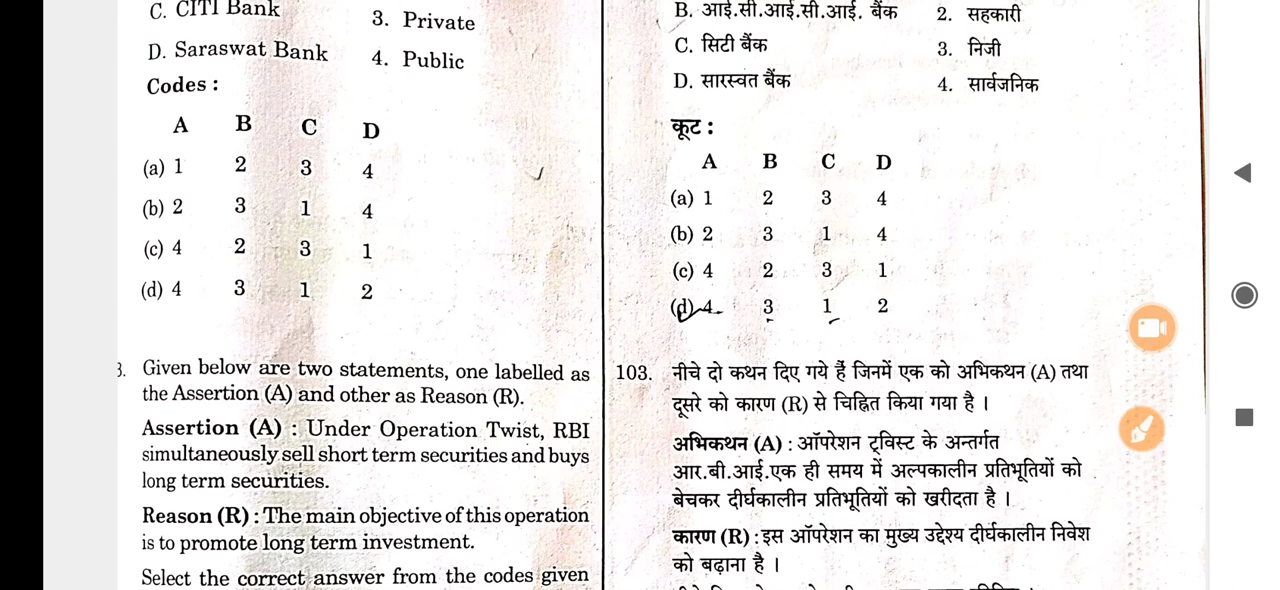 C. CITI Bank
3. Private
D. Saraswat Bank
4. Public
Codes :
A B C D
(a) 1 2 3 4
(b) 2 3 1 4
(c) 4 2 3 1
(d) 4 3 1 2
3. Given below are two statements, one labelled as
the Assertion (A) and other as Reason (R).
Assertion (A) : Under Operation Twist, RBI
simultaneously sell short term securities and buys
long term securities.
Reason (R) : The main objective of this operation
is to promote long term investment.
Select the correct answer from the codes given
B. आई.सी.आई.सी.आई. बैंक 2. सहकारी
C. सिटी बैंक 3. निजी
D. सारस्वत बैंक 4. सार्वजनिक
कूट :
A B C D
(a) 1 2 3 4
(b) 2 3 1 4
(c) 4 2 3 1
(d) 4 3 1 2
103. नीचे दो कथन दिए गये हैं जिनमें एक को अभिकथन (A) तथा
दूसरे को कारण (R) से चिह्नित किया गया है ।
अभिकथन (A) : ऑपरेशन ट्विस्ट के अन्तर्गत
आर.बी.आई.एक ही समय में अल्पकालीन प्रतिभूतियों को
बेचकर दीर्घकालीन प्रतिभूतियों को खरीदता है ।
कारण (R) : इस ऑपरेशन का मुख्य उद्देश्य दीर्घकालीन निवेश
को बढ़ाना है ।